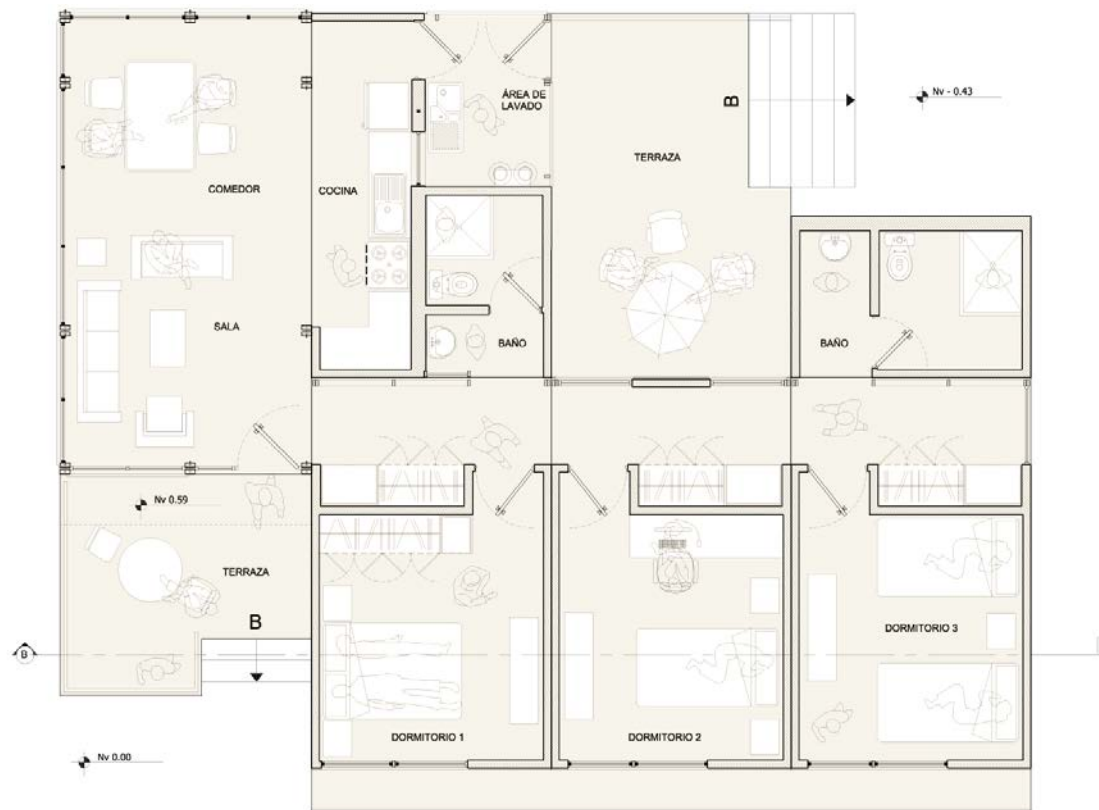 ÁREA DE
LAVADO
B
Nv - 0.43
TERRAZA
COMEDOR
COCINA
SALA
BAÑO
BAÑO
Nv 0.59
TERRAZA
B
B
DORMITORIO 3
DORMITORIO 1
DORMITORIO 2
Nv 0.00